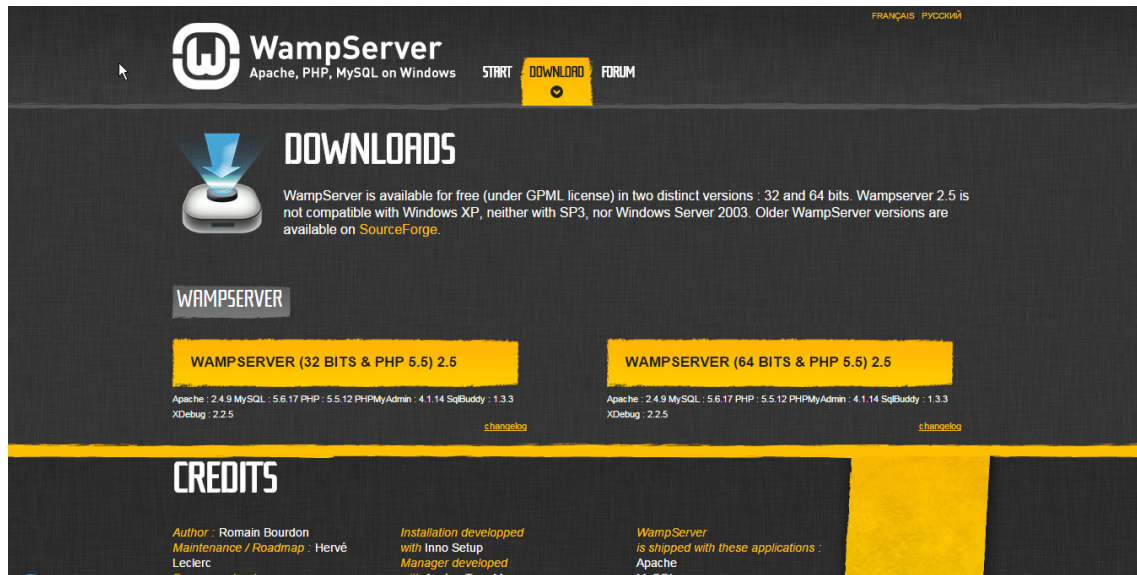 FRANÇAIS РУССКИЙ
WampServer
Apache, PHP, MySQL on Windows
START DOWNLOAD FORUM
DOWNLOADS
WampServer is available for free (under GPML license) in two distinct versions : 32 and 64 bits. Wampserver 2.5 is
not compatible with Windows XP, neither with SP3, nor Windows Server 2003. Older WampServer versions are
available on SourceForge.
WAMPSERVER
WAMPSERVER (32 BITS & PHP 5.5) 2.5
Apache : 2.4.9 MySQL : 5.6.17 PHP : 5.5.12 PHPMyAdmin : 4.1.14 SqlBuddy : 1.3.3
XDebug : 2.2.5
changelog
WAMPSERVER (64 BITS & PHP 5.5) 2.5
Apache : 2.4.9 MySQL : 5.6.17 PHP : 5.5.12 PHPMyAdmin : 4.1.14 SqlBuddy : 1.3.3
XDebug : 2.2.5
changelog
CREDITS
Author : Romain Bourdon
Maintenance / Roadmap : Hervé
Leclerc
Installation developped
with Inno Setup
Manager developed
WampServer
is shipped with these applications :
Apache